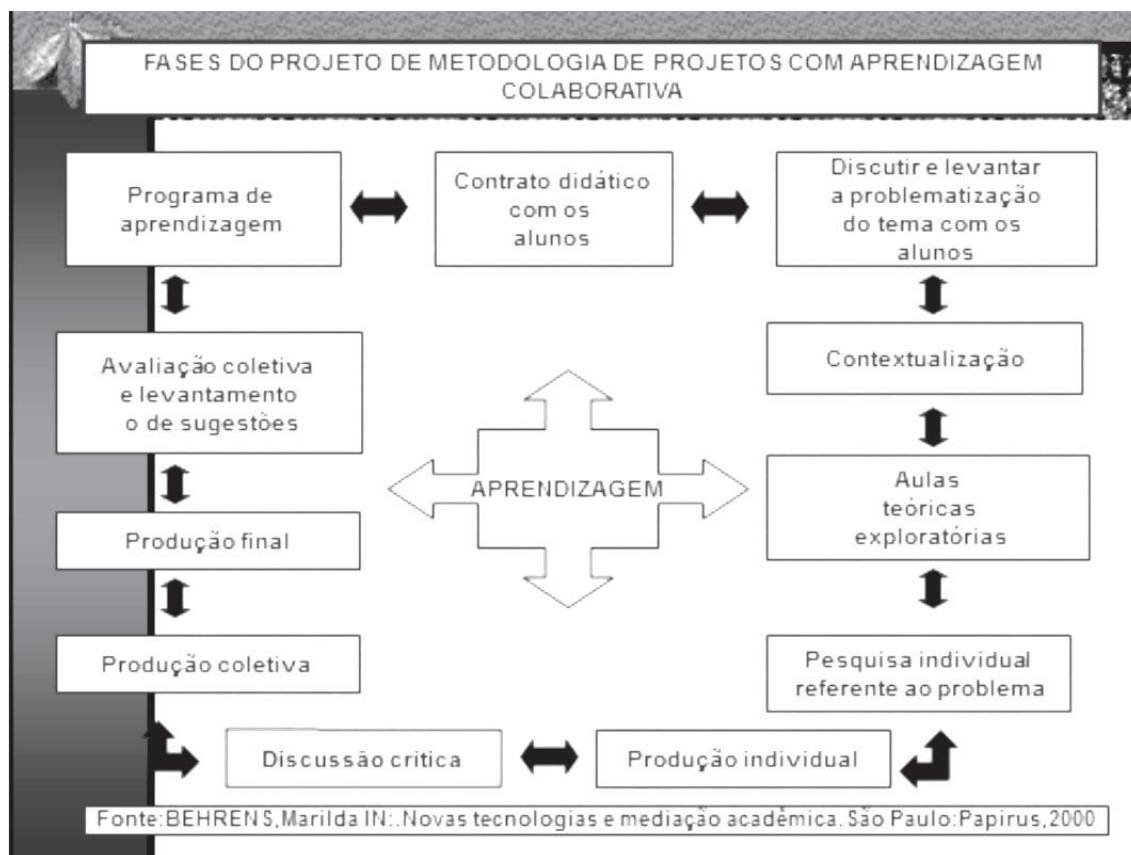 FASES DO PROJETO DE METODOLOGIA DE PROJETOS COM APRENDIZAGEM
COLABORATIVA
Programa de
aprendizagem
Contrato didático
com os
alunos
Discutir e levantar
a problematização
do tema com os
alunos
Avaliação coletiva
e levantamento
o de sugestões
Contextualização
APRENDIZAGEM
Aulas
teóricas
exploratórias
Produção final
Produção coletiva
Pesquisa individual
referente ao problema
Discussão crítica
Produção individual
Fonte:BEHRENS,Marilda IN:.Novas tecnologias e mediação acadêmica. São Paulo:Papirus,2000